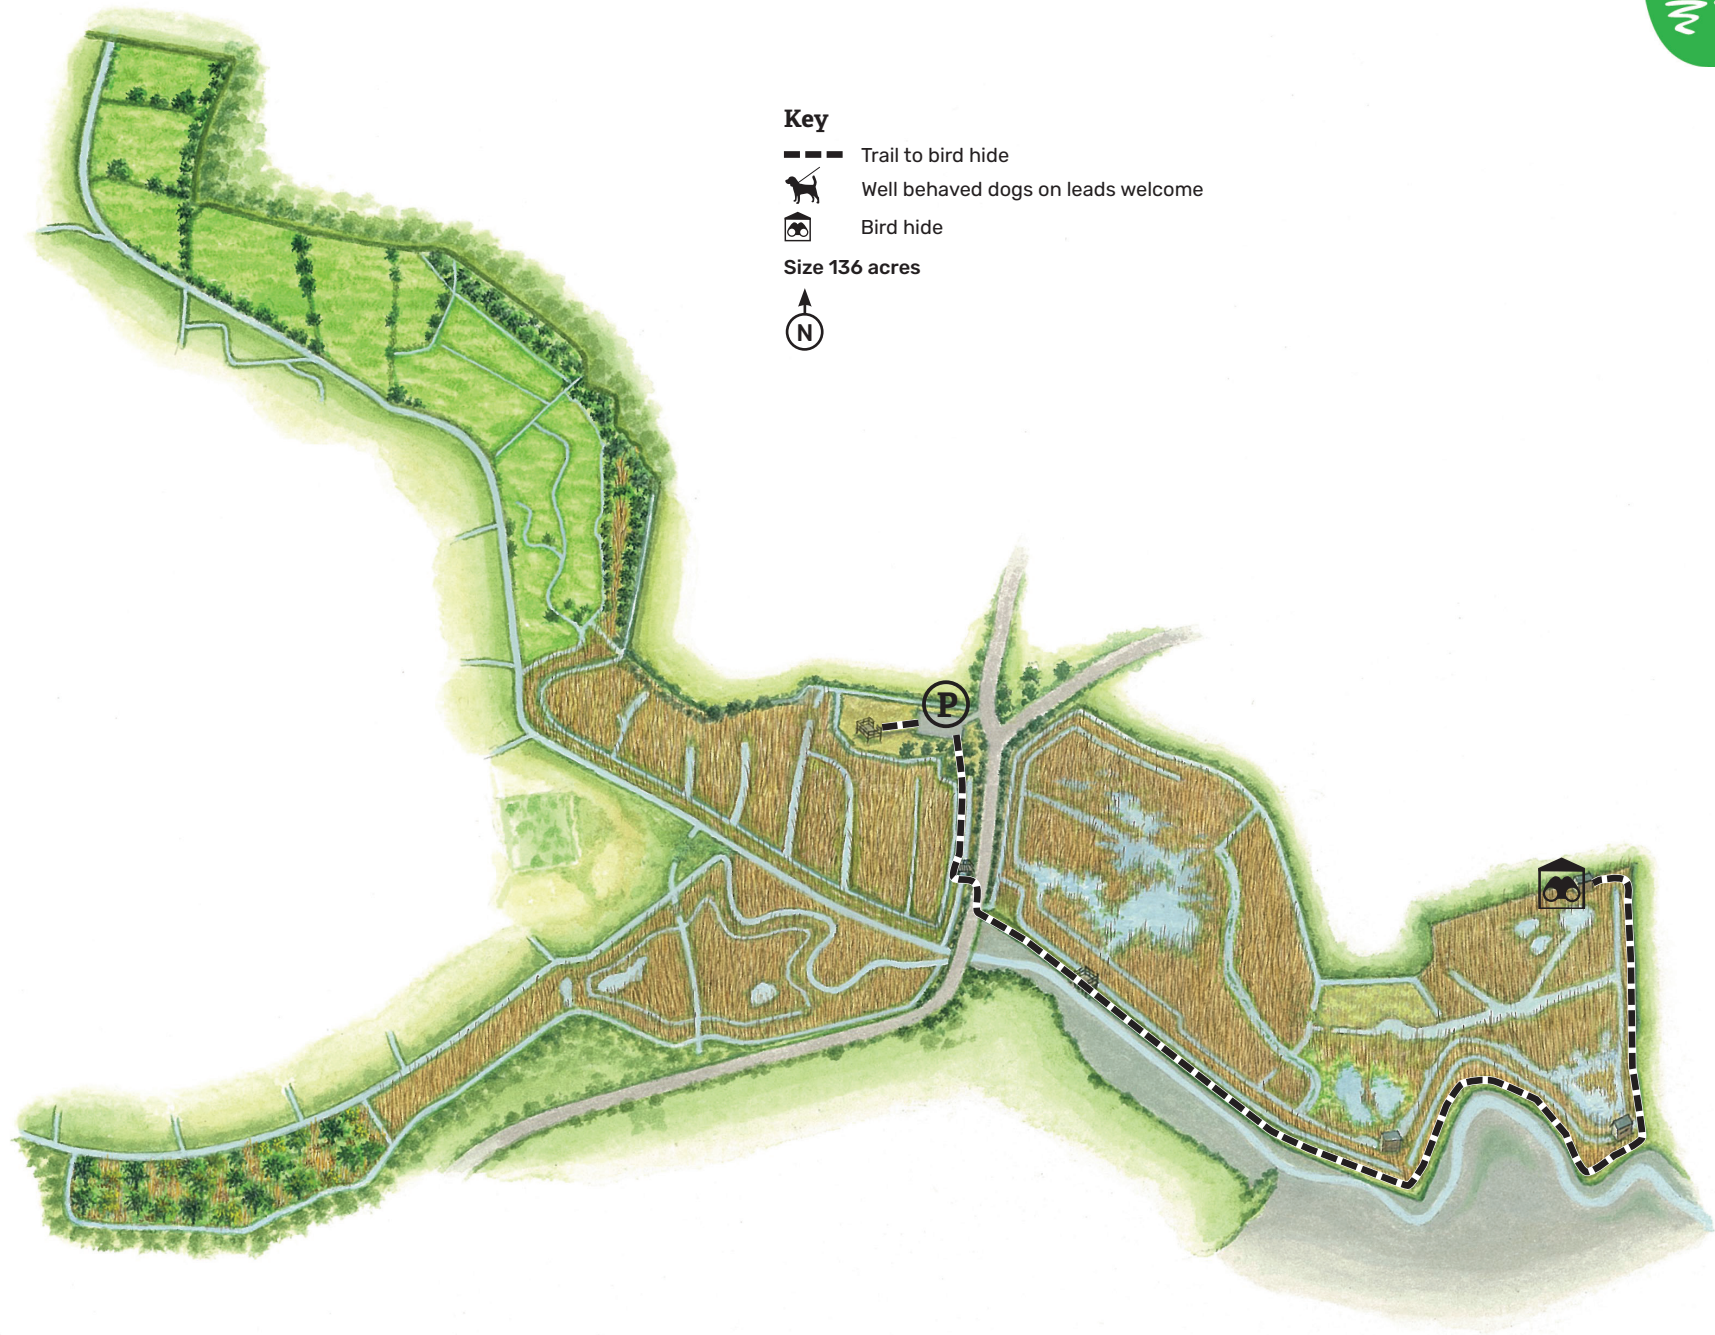 Key
Trail to bird hide
Well behaved dogs on leads welcome
Bird hide
Size 136 acres
N
P